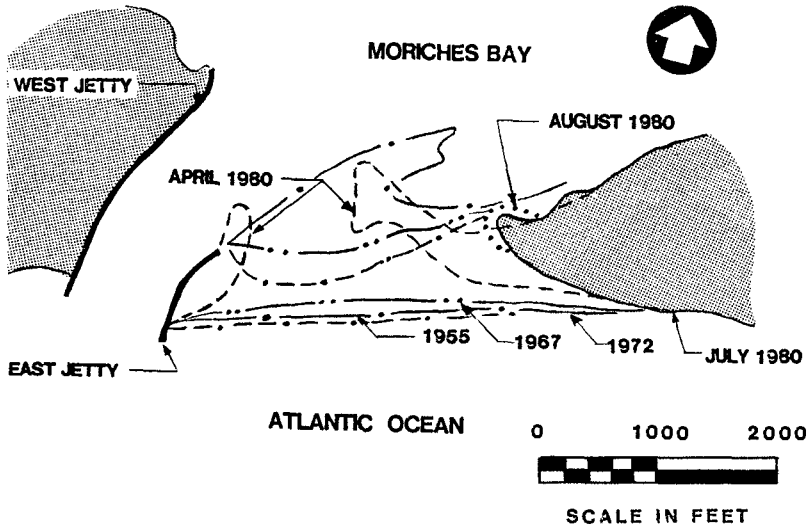 MORICHES BAY
WEST JETTY
AUGUST 1980
APRIL 1980
1955
1967
1972
JULY 1980
EAST JETTY
ATLANTIC OCEAN
0 1000 2000
SCALE IN FEET